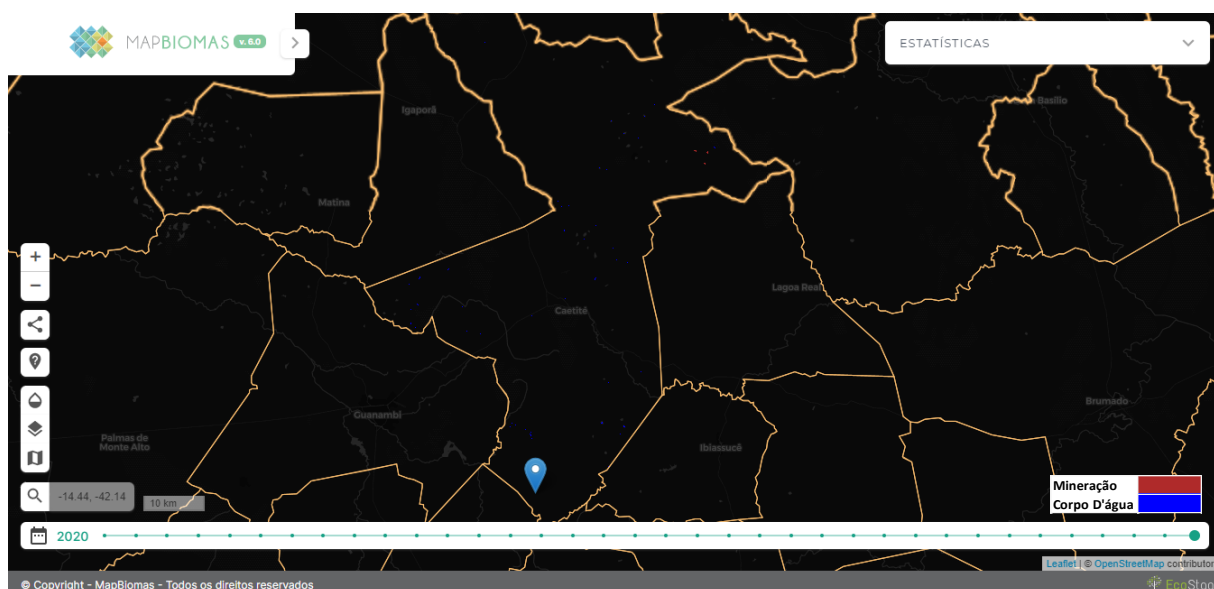 MAPBIOMAS v. 6.0
ESTATÍSTICAS
Igaporã
Basílio
Matina
Lagoa Real
Caetité
Guanambi
Brumado
Palmas de
Monte Alto
Ibiassucê
-14.44, -42.14
10 km
Mineração
Corpo D'água
2020
Leaflet | © OpenStreetMap contributor
© Copyright - MapBiomas - Todos os direitos reservados
EcoStag